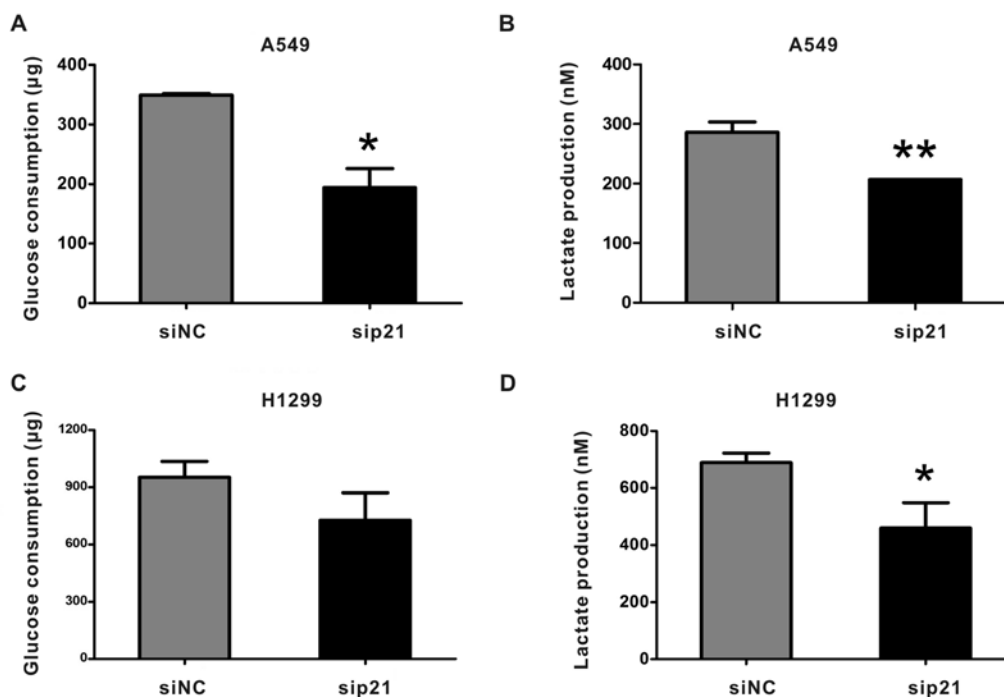 A
A549
Glucose consumption (µg)
400
300
200
100
0
*
siNC
sip21
B
A549
Lactate production (nM)
400
300
200
100
0
**
siNC
sip21
C
H1299
Glucose consumption (µg)
1200
900
600
300
0
siNC
sip21
D
H1299
Lactate production (nM)
800
600
400
200
0
*
siNC
sip21